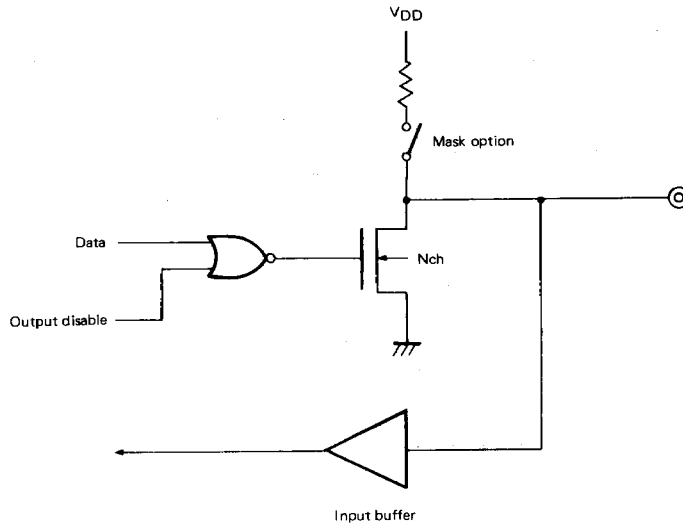 VDD
Mask option
Data
Nch
Output disable
Input buffer